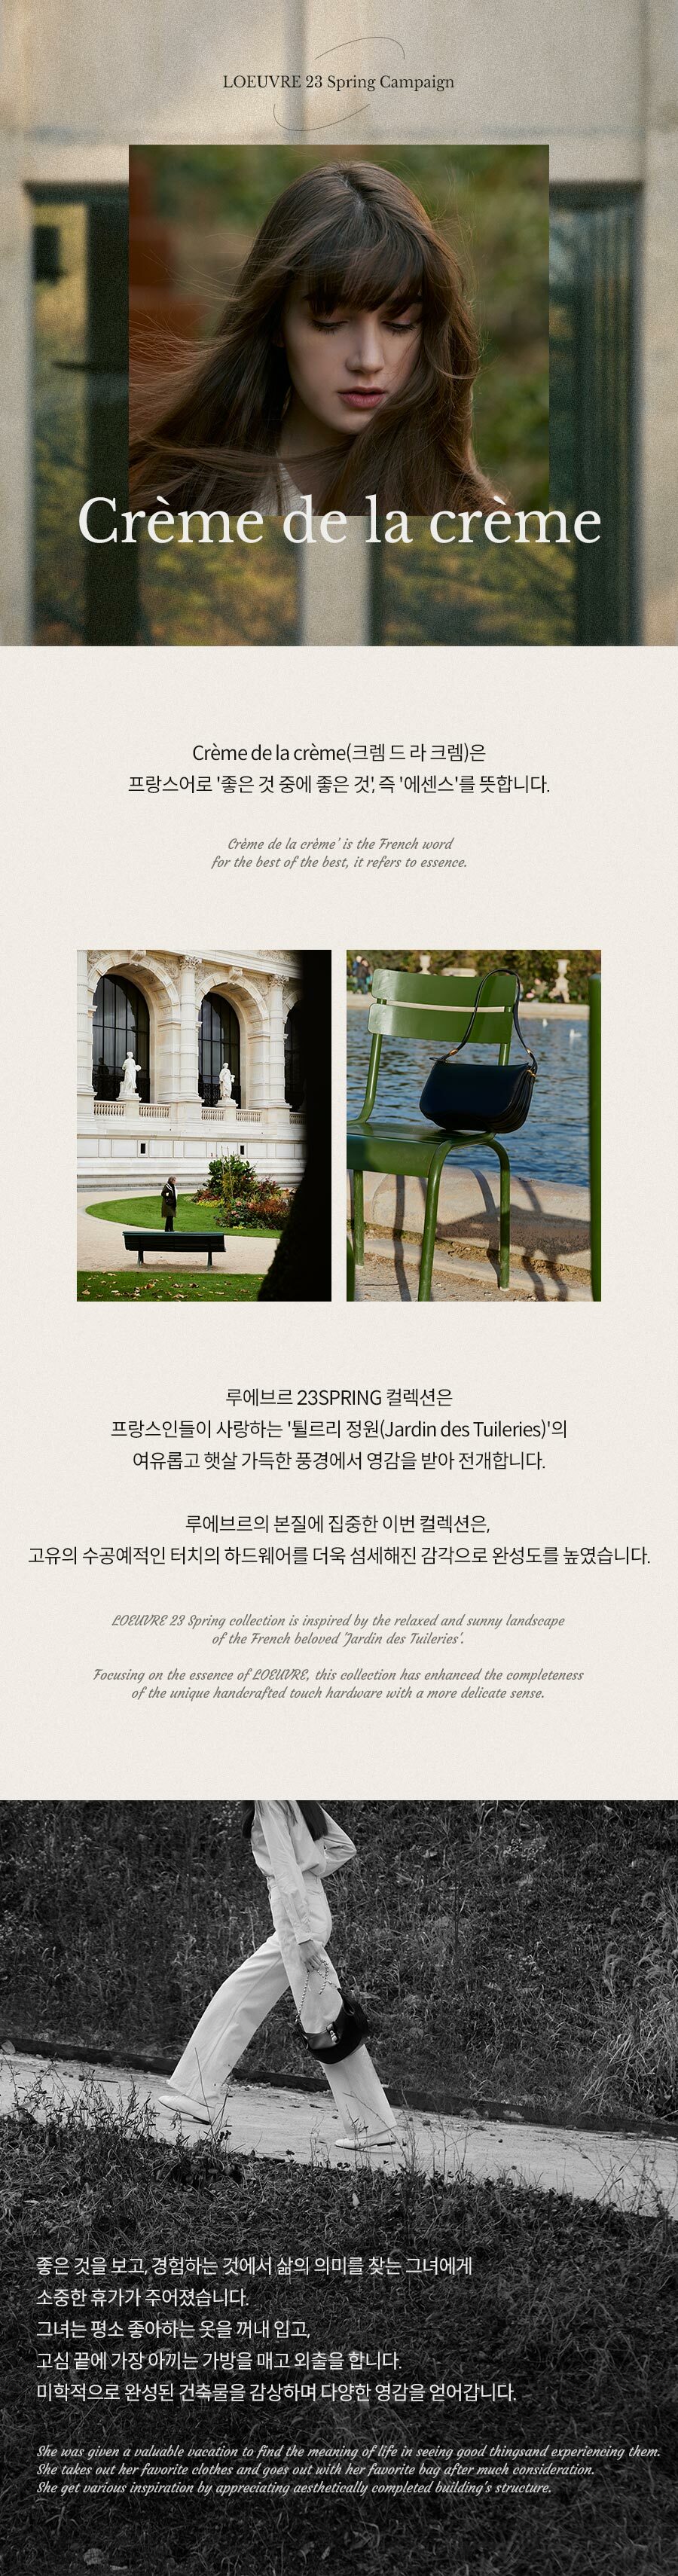 LOEUVRE 23 Spring Campaign
Crème de la crème
Crème de la crème(크렘 드 라 크렘)은
프랑스어로 '좋은 것 중에 좋은 것', 즉 '에센스'를 뜻합니다.
Crème de la crème' is the French word
for the best of the best, it refers to essence.
루에브르 23SPRING 컬렉션은
프랑스인들이 사랑하는 '튈르리 정원(Jardin des Tuileries)'의
여유롭고 햇살 가득한 풍경에서 영감을 받아 전개합니다.
루에브르의 본질에 집중한 이번 컬렉션은,
고유의 수공예적인 터치의 하드웨어를 더욱 섬세해진 감각으로 완성도를 높였습니다.
LOEUVRE 23 Spring collection is inspired by the relaxed and sunny landscape
of the French beloved 'Jardin des Tuileries'.
Focusing on the essence of LOEUVRE, this collection has enhanced the completeness
of the unique handcrafted touch hardware with a more delicate sense.
좋은 것을 보고, 경험하는 것에서 삶의 의미를 찾는 그녀에게
소중한 휴가가 주어졌습니다.
그녀는 평소 좋아하는 옷을 꺼내 입고,
고심 끝에 가장 아끼는 가방을 매고 외출을 합니다.
미학적으로 완성된 건축물을 감상하며 다양한 영감을 얻어갑니다.
She was given a valuable vacation to find the meaning of life in seeing good thingsand experiencing them.
She takes out her favorite clothes and goes out with her favorite bag after much consideration.
She get various inspiration by appreciating aesthetically completed building's structure.